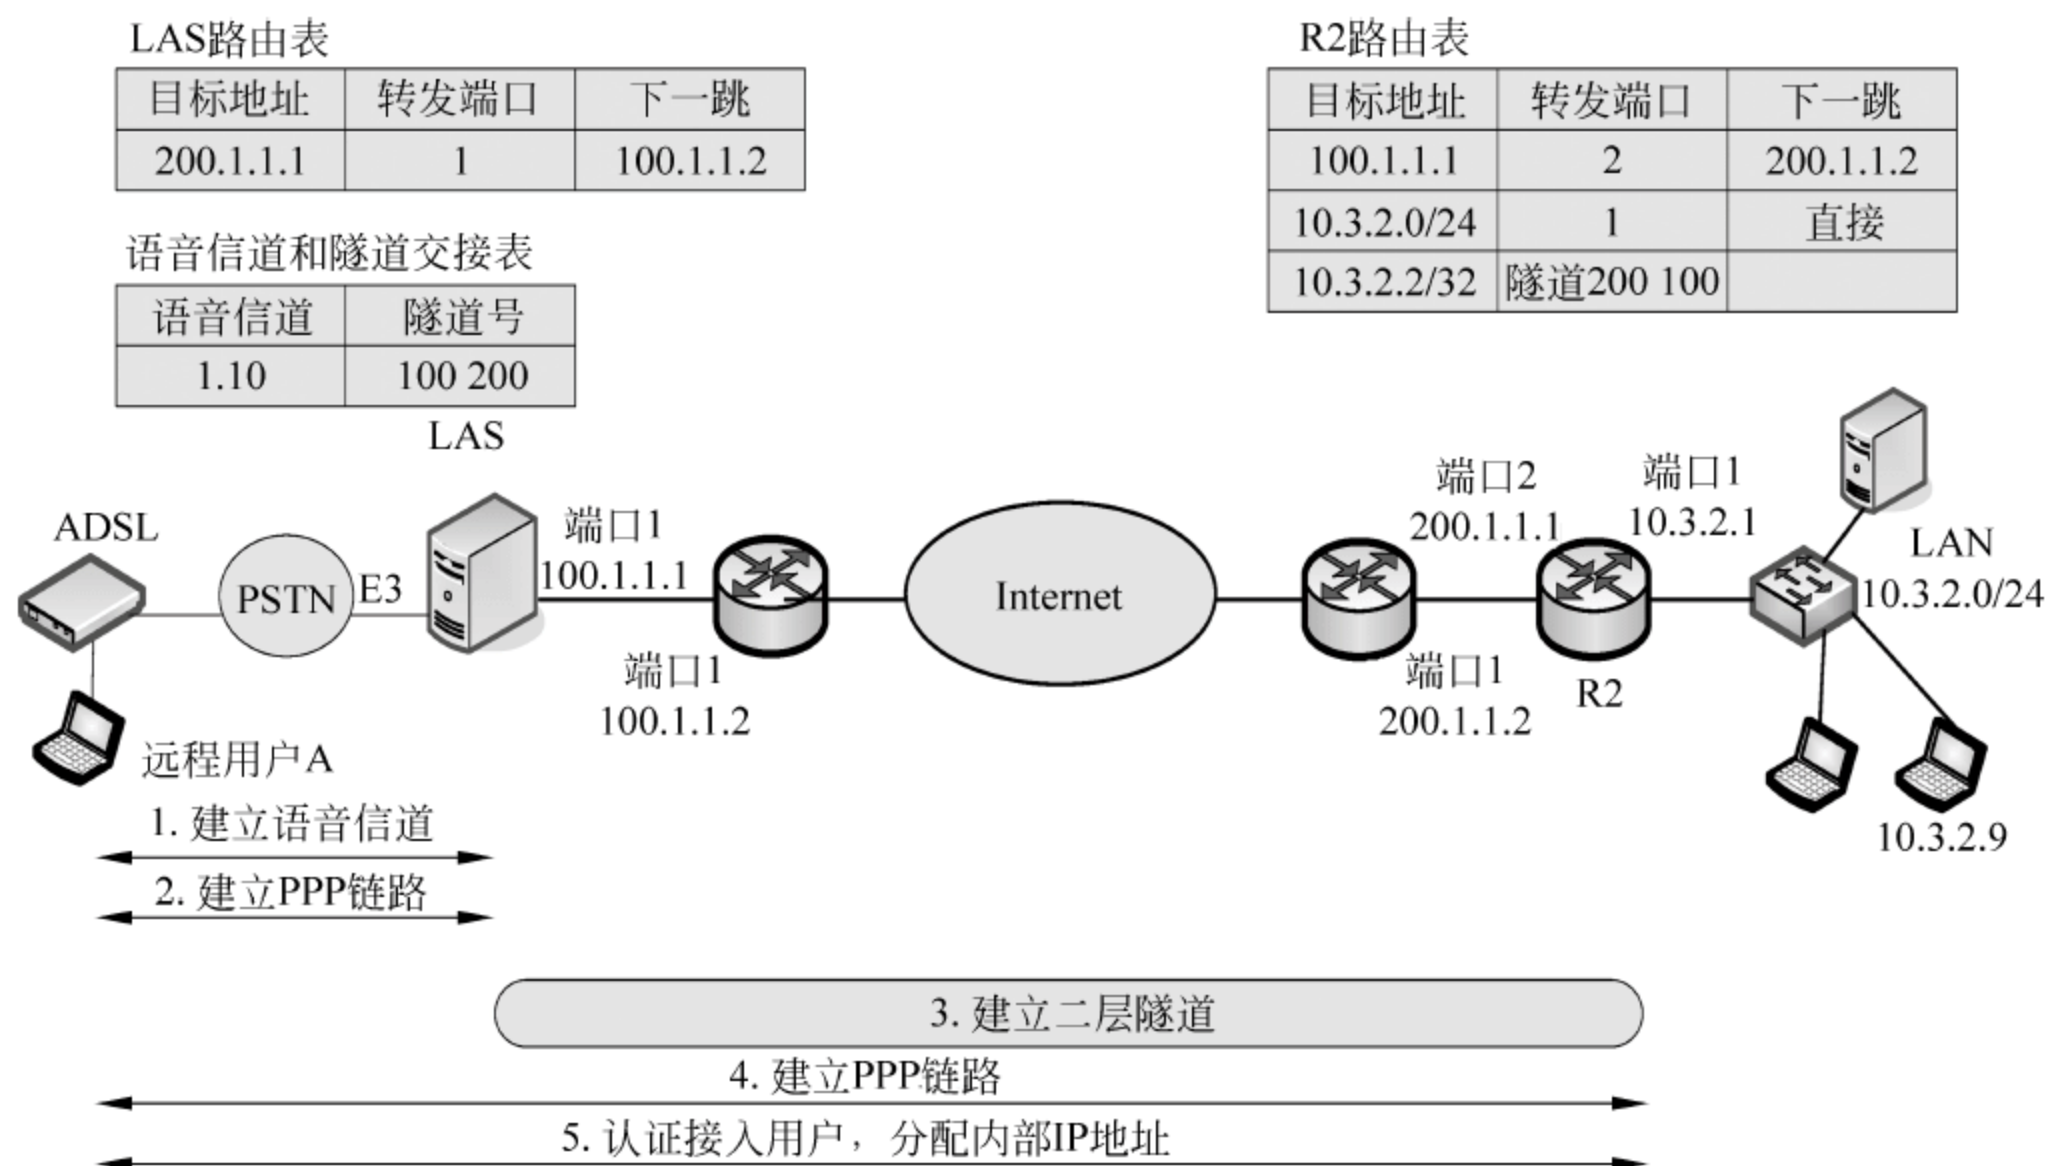 LAS路由表
目标地址 转发端口 下一跳
200.1.1.1 1 100.1.1.2
语音信道和隧道交接表
语音信道 隧道号
1.10 100 200
R2路由表
目标地址 转发端口 下一跳
100.1.1.1 2 200.1.1.2
10.3.2.0/24 1 直接
10.3.2.2/32 隧道200 100
LAS
ADSL
PSTN
E3
端口1
100.1.1.1
端口1
100.1.1.2
Internet
端口2
200.1.1.1
端口1
200.1.1.2
端口1
10.3.2.1
R2
LAN
10.3.2.0/24
10.3.2.9
远程用户A
1. 建立语音信道
2. 建立PPP链路
3. 建立二层隧道
4. 建立PPP链路
5. 认证接入用户，分配内部IP地址